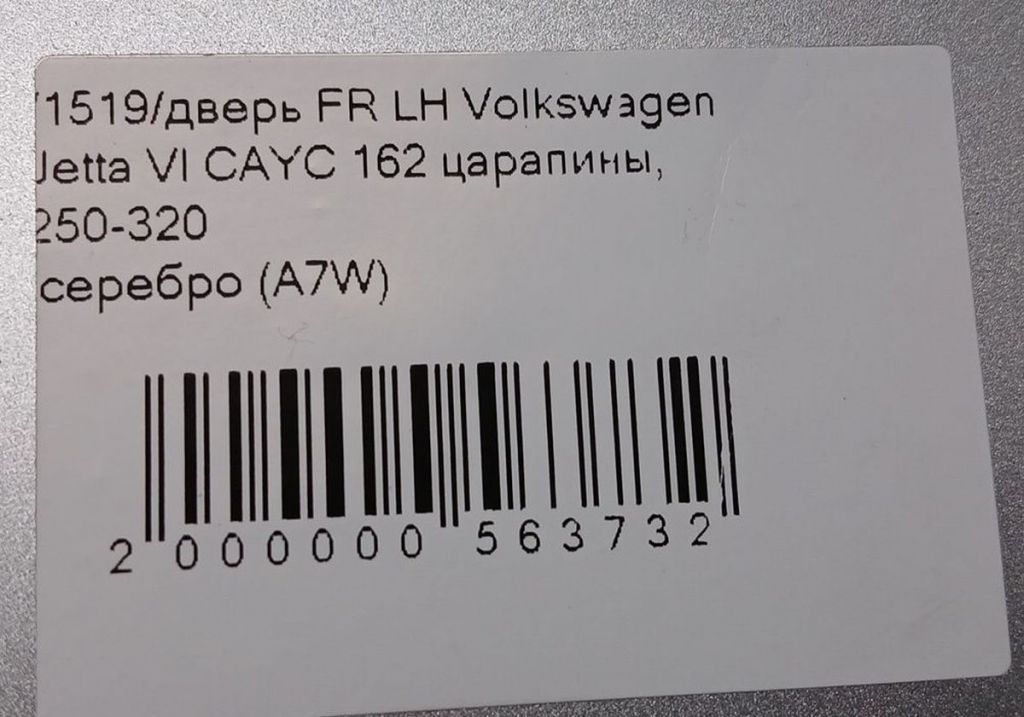 /1519/дверь FR LH Volkswagen
Jetta VI CAYC 162 царапины,
250-320
серебро (A7W)
2 000000 563732